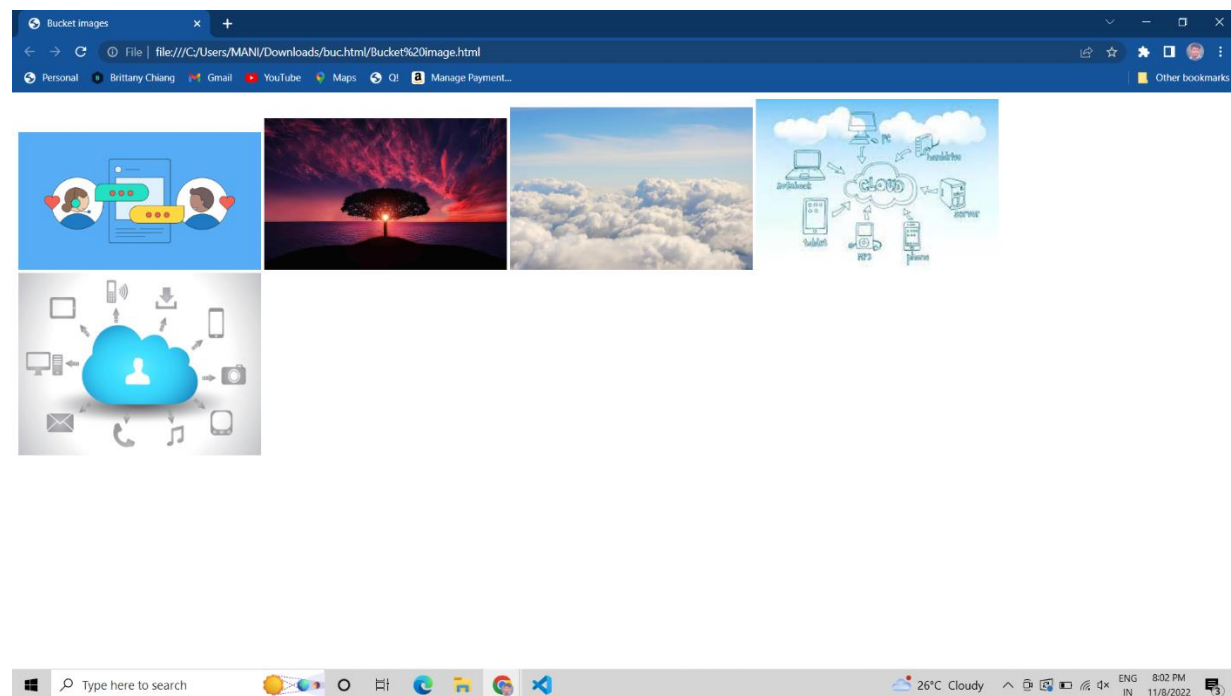 Bucket images
File | file:///C:/Users/MANI/Downloads/buc.html/Bucket%20image.html
Personal Brittany Chiang Gmail YouTube Maps Q! Manage Payment... Other bookmarks
PC
harddrive
notebook
CLOUD
server
tablet
MP3
phone
Type here to search
26°C Cloudy
ENG
IN
8:02 PM
11/8/2022